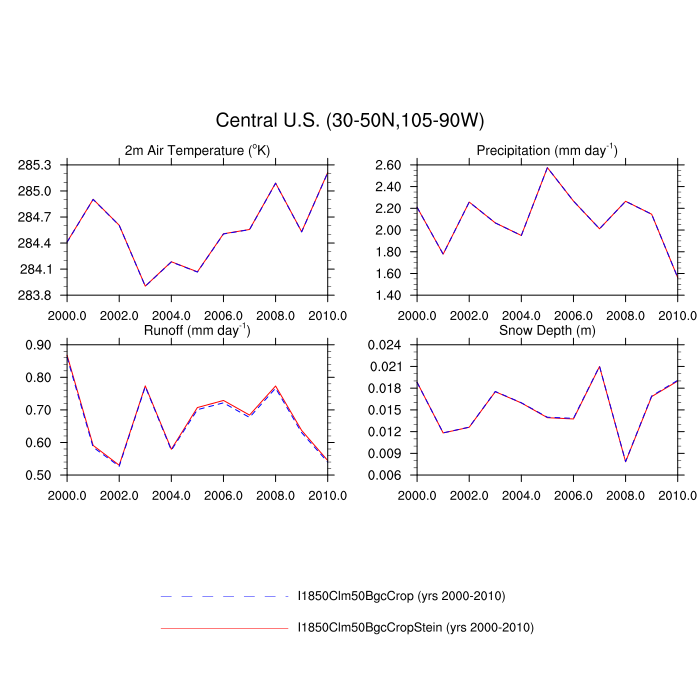 Central U.S. (30-50N,105-90W)
2m Air Temperature (°K)
285.3
285.0
284.7
284.4
284.1
283.8
2000.0 2002.0 2004.0 2006.0 2008.0 2010.0
Precipitation (mm day⁻¹)
2.60
2.40
2.20
2.00
1.80
1.60
1.40
2000.0 2002.0 2004.0 2006.0 2008.0 2010.0
Runoff (mm day⁻¹)
0.90
0.80
0.70
0.60
0.50
2000.0 2002.0 2004.0 2006.0 2008.0 2010.0
Snow Depth (m)
0.024
0.021
0.018
0.015
0.012
0.009
0.006
2000.0 2002.0 2004.0 2006.0 2008.0 2010.0
I1850Clm50BgcCrop (yrs 2000-2010)
I1850Clm50BgcCropStein (yrs 2000-2010)